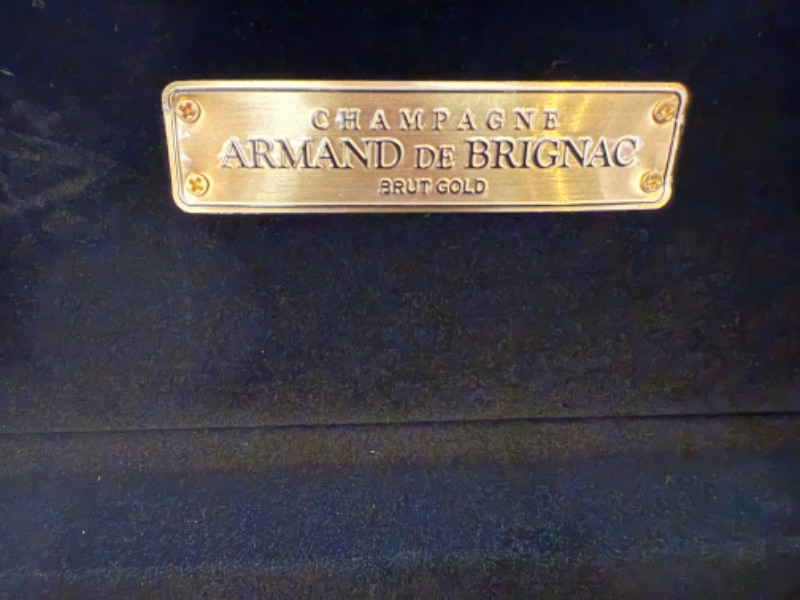 CHAMPAGNE
ARMAND DE BRIGNAC
BRUT GOLD